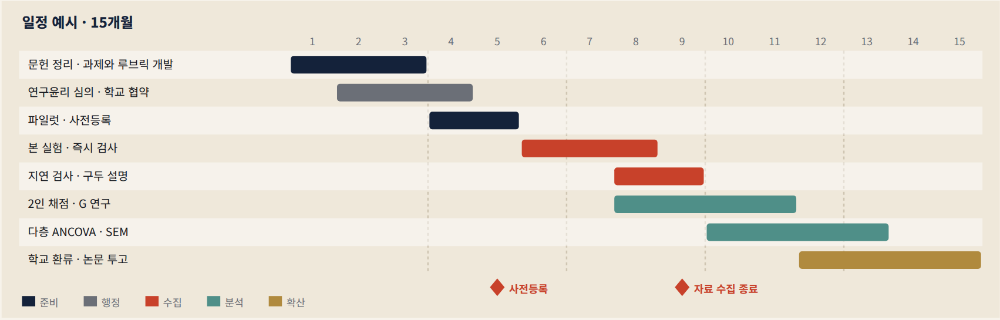 일정 예시 · 15개월
1 2 3 4 5 6 7 8 9 10 11 12 13 14 15
문헌 정리 · 과제와 루브릭 개발
연구윤리 심의 · 학교 협약
파일럿 · 사전등록
본 실험 · 즉시 검사
지연 검사 · 구두 설명
2인 채점 · G 연구
다층 ANCOVA · SEM
학교 환류 · 논문 투고
사전등록 자료 수집 종료
준비 행정 수집 분석 확산